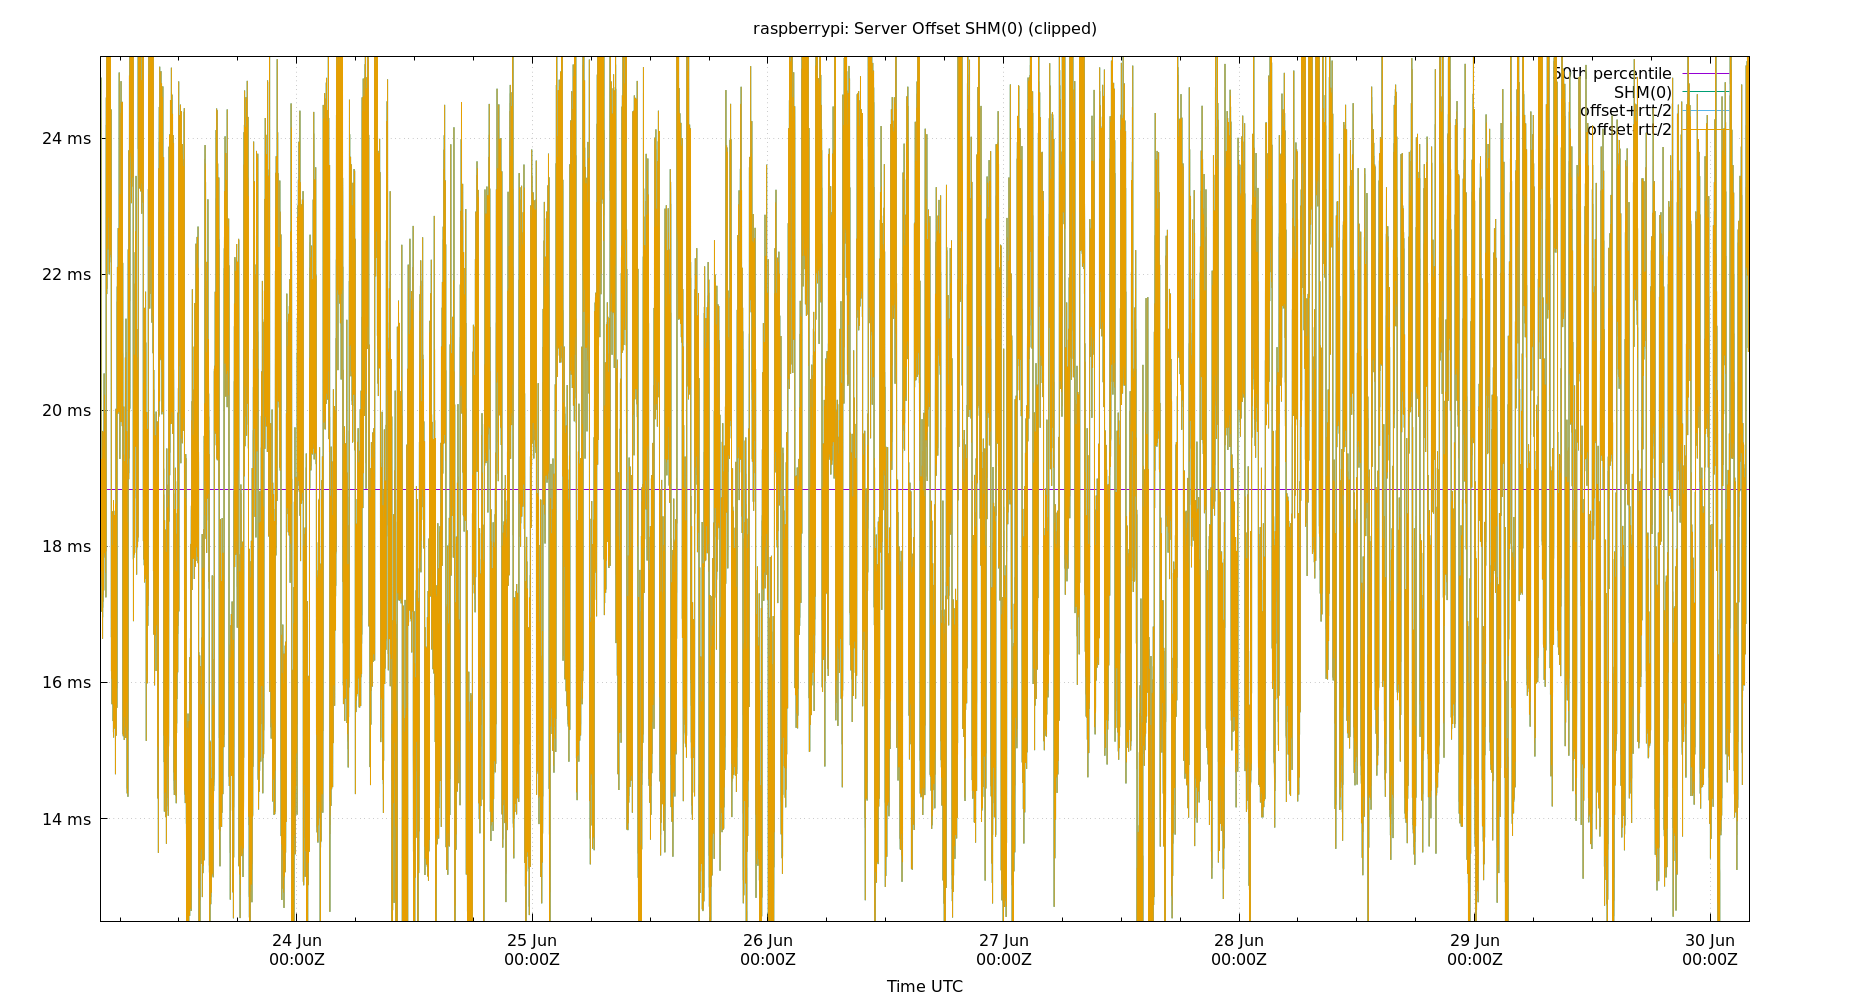 raspberrypi: Server Offset SHM(0) (clipped)
50th percentile
SHM(0)
offset+rtt/2
offset-rtt/2
24 ms
22 ms
20 ms
18 ms
16 ms
14 ms
24 Jun 25 Jun 26 Jun 27 Jun 28 Jun 29 Jun 30 Jun
00:00Z 00:00Z 00:00Z 00:00Z 00:00Z 00:00Z 00:00Z
Time UTC